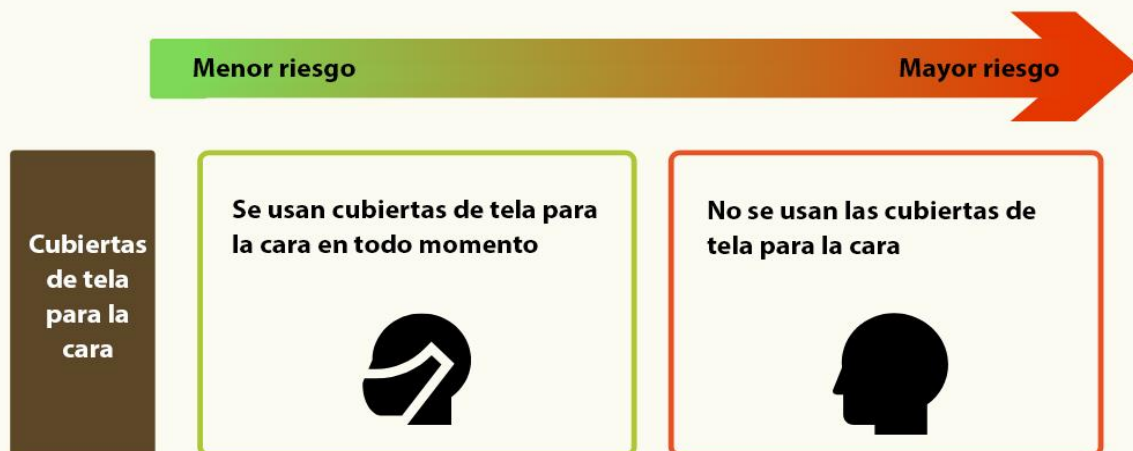 Menor riesgo
Mayor riesgo
Cubiertas
de tela
para la
cara
Se usan cubiertas de tela para
la cara en todo momento
No se usan las cubiertas de
tela para la cara